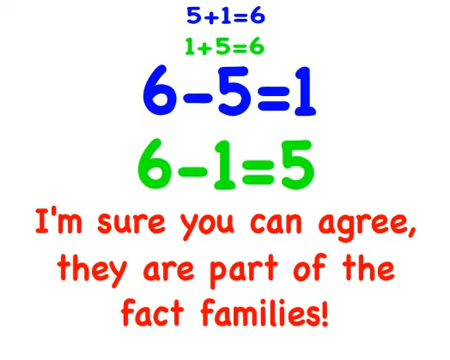 5+1=6
1+5=6
6-5=1
6-1=5
I'm sure you can agree,
they are part of the
fact families!